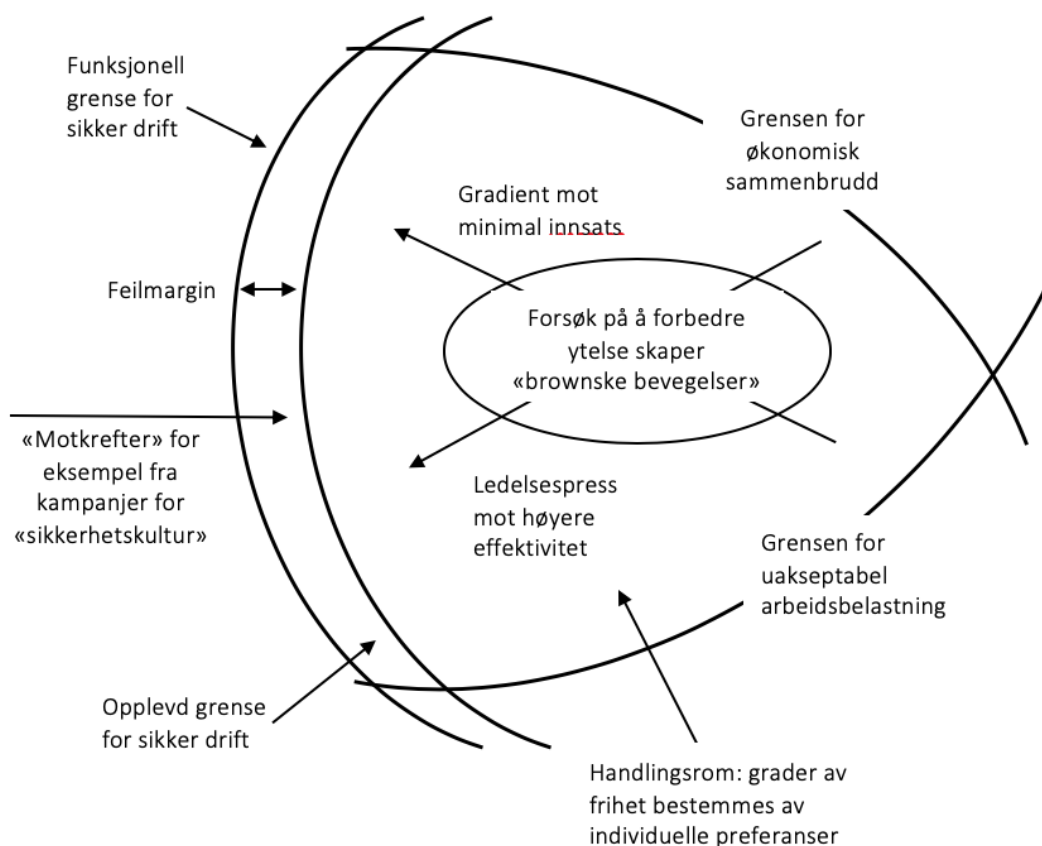 Funksjonell
grense for
sikker drift
Grensen for
økonomisk
sammenbrudd
Gradient mot
minimal innsats
Feilmargin
Forsøk på å forbedre
ytelse skaper
«brownske bevegelser»
«Motkrefter» for
eksempel fra
kampanjer for
«sikkerhetskultur»
Ledelsespress
mot høyere
effektivitet
Grensen for
uakseptabel
arbeidsbelastning
Opplevd grense
for sikker drift
Handlingsrom: grader av
frihet bestemmes av
individuelle preferanser